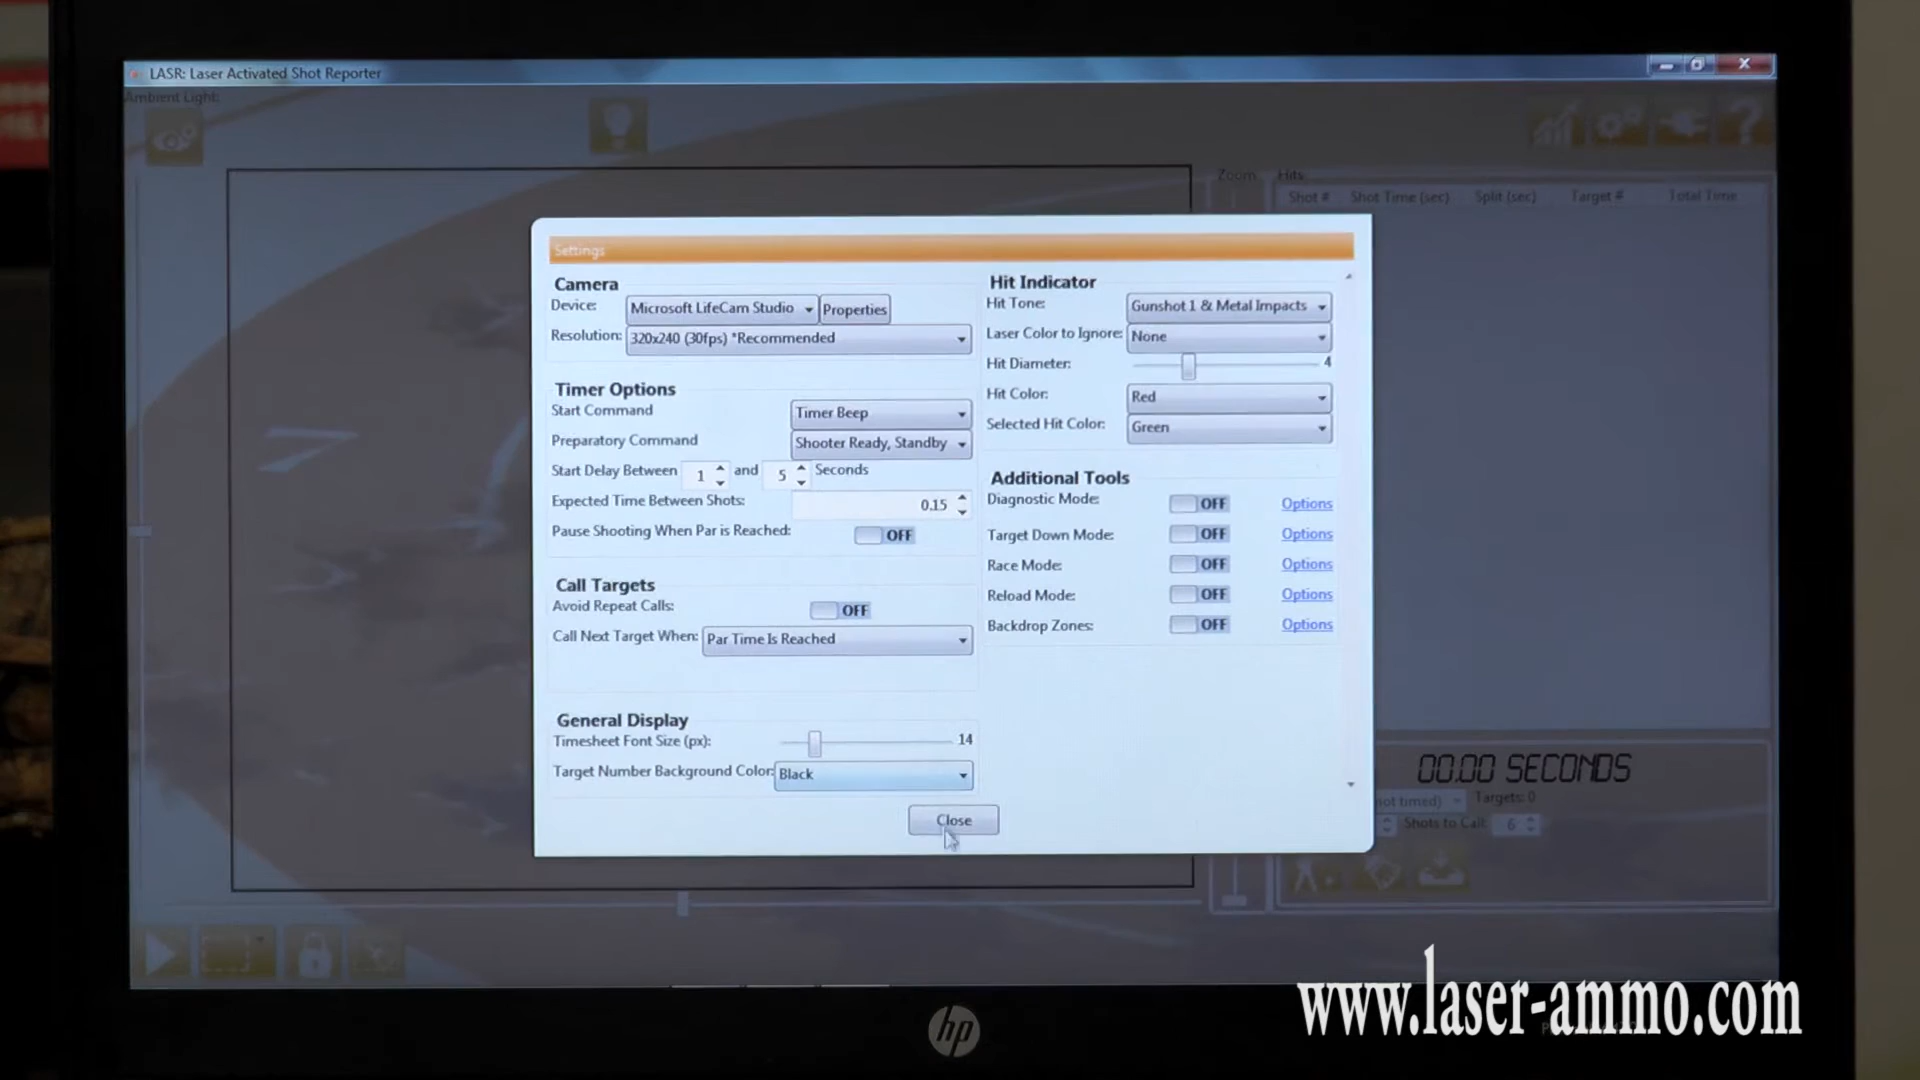 LASR: Laser Activated Shot Reporter
Ambient Light:
Zoom
Hits
Shot # Shot Time (sec) Split (sec) Target # Total Time
Settings
Camera
Device: Microsoft LifeCam Studio Properties
Resolution: 320x240 (30fps) *Recommended
Timer Options
Start Command Timer Beep
Preparatory Command Shooter Ready, Standby
Start Delay Between 1 and 5 Seconds
Expected Time Between Shots: 0.15
Pause Shooting When Par is Reached: OFF
Call Targets
Avoid Repeat Calls: OFF
Call Next Target When: Par Time Is Reached
General Display
Timesheet Font Size (px): 14
Target Number Background Color: Black
Hit Indicator
Hit Tone: Gunshot 1 & Metal Impacts
Laser Color to Ignore: None
Hit Diameter: 4
Hit Color: Red
Selected Hit Color: Green
Additional Tools
Diagnostic Mode: OFF Options
Target Down Mode: OFF Options
Race Mode: OFF Options
Reload Mode: OFF Options
Backdrop Zones: OFF Options
Close
00.00 SECONDS
not timed) Targets: 0
Shots to Call: 6
hp
www.laser-ammo.com